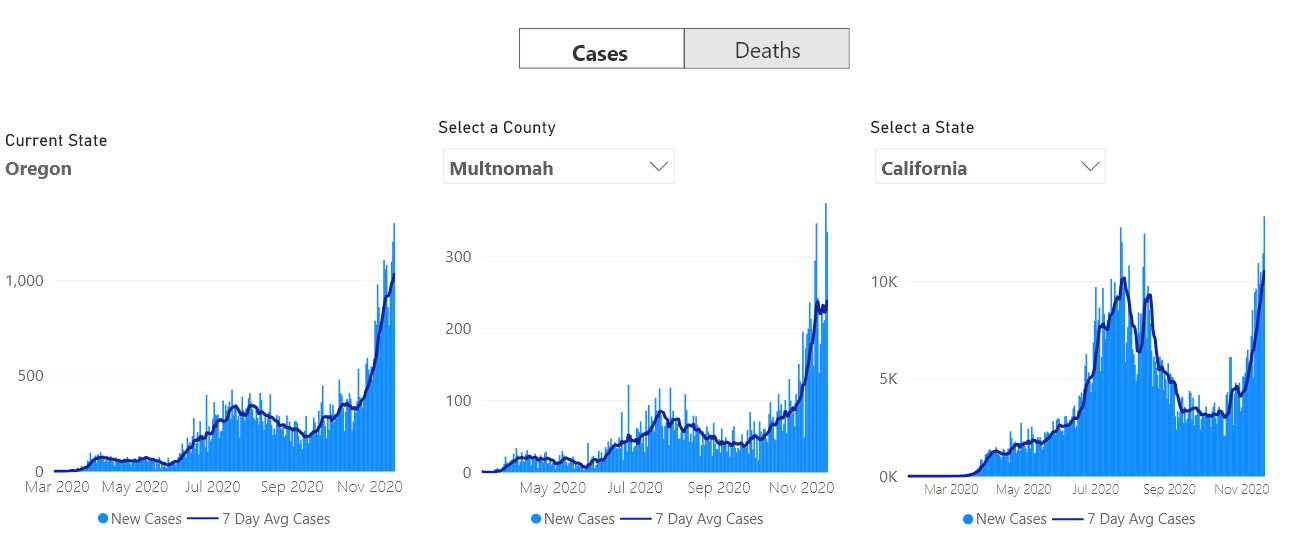 Cases Deaths
Current State
Oregon
1,000
500
0
Mar 2020 May 2020 Jul 2020 Sep 2020 Nov 2020
New Cases 7 Day Avg Cases
Select a County
Multnomah
300
200
100
0
May 2020 Jul 2020 Sep 2020 Nov 2020
New Cases 7 Day Avg Cases
Select a State
California
10K
5K
0K
Mar 2020 May 2020 Jul 2020 Sep 2020 Nov 2020
New Cases 7 Day Avg Cases